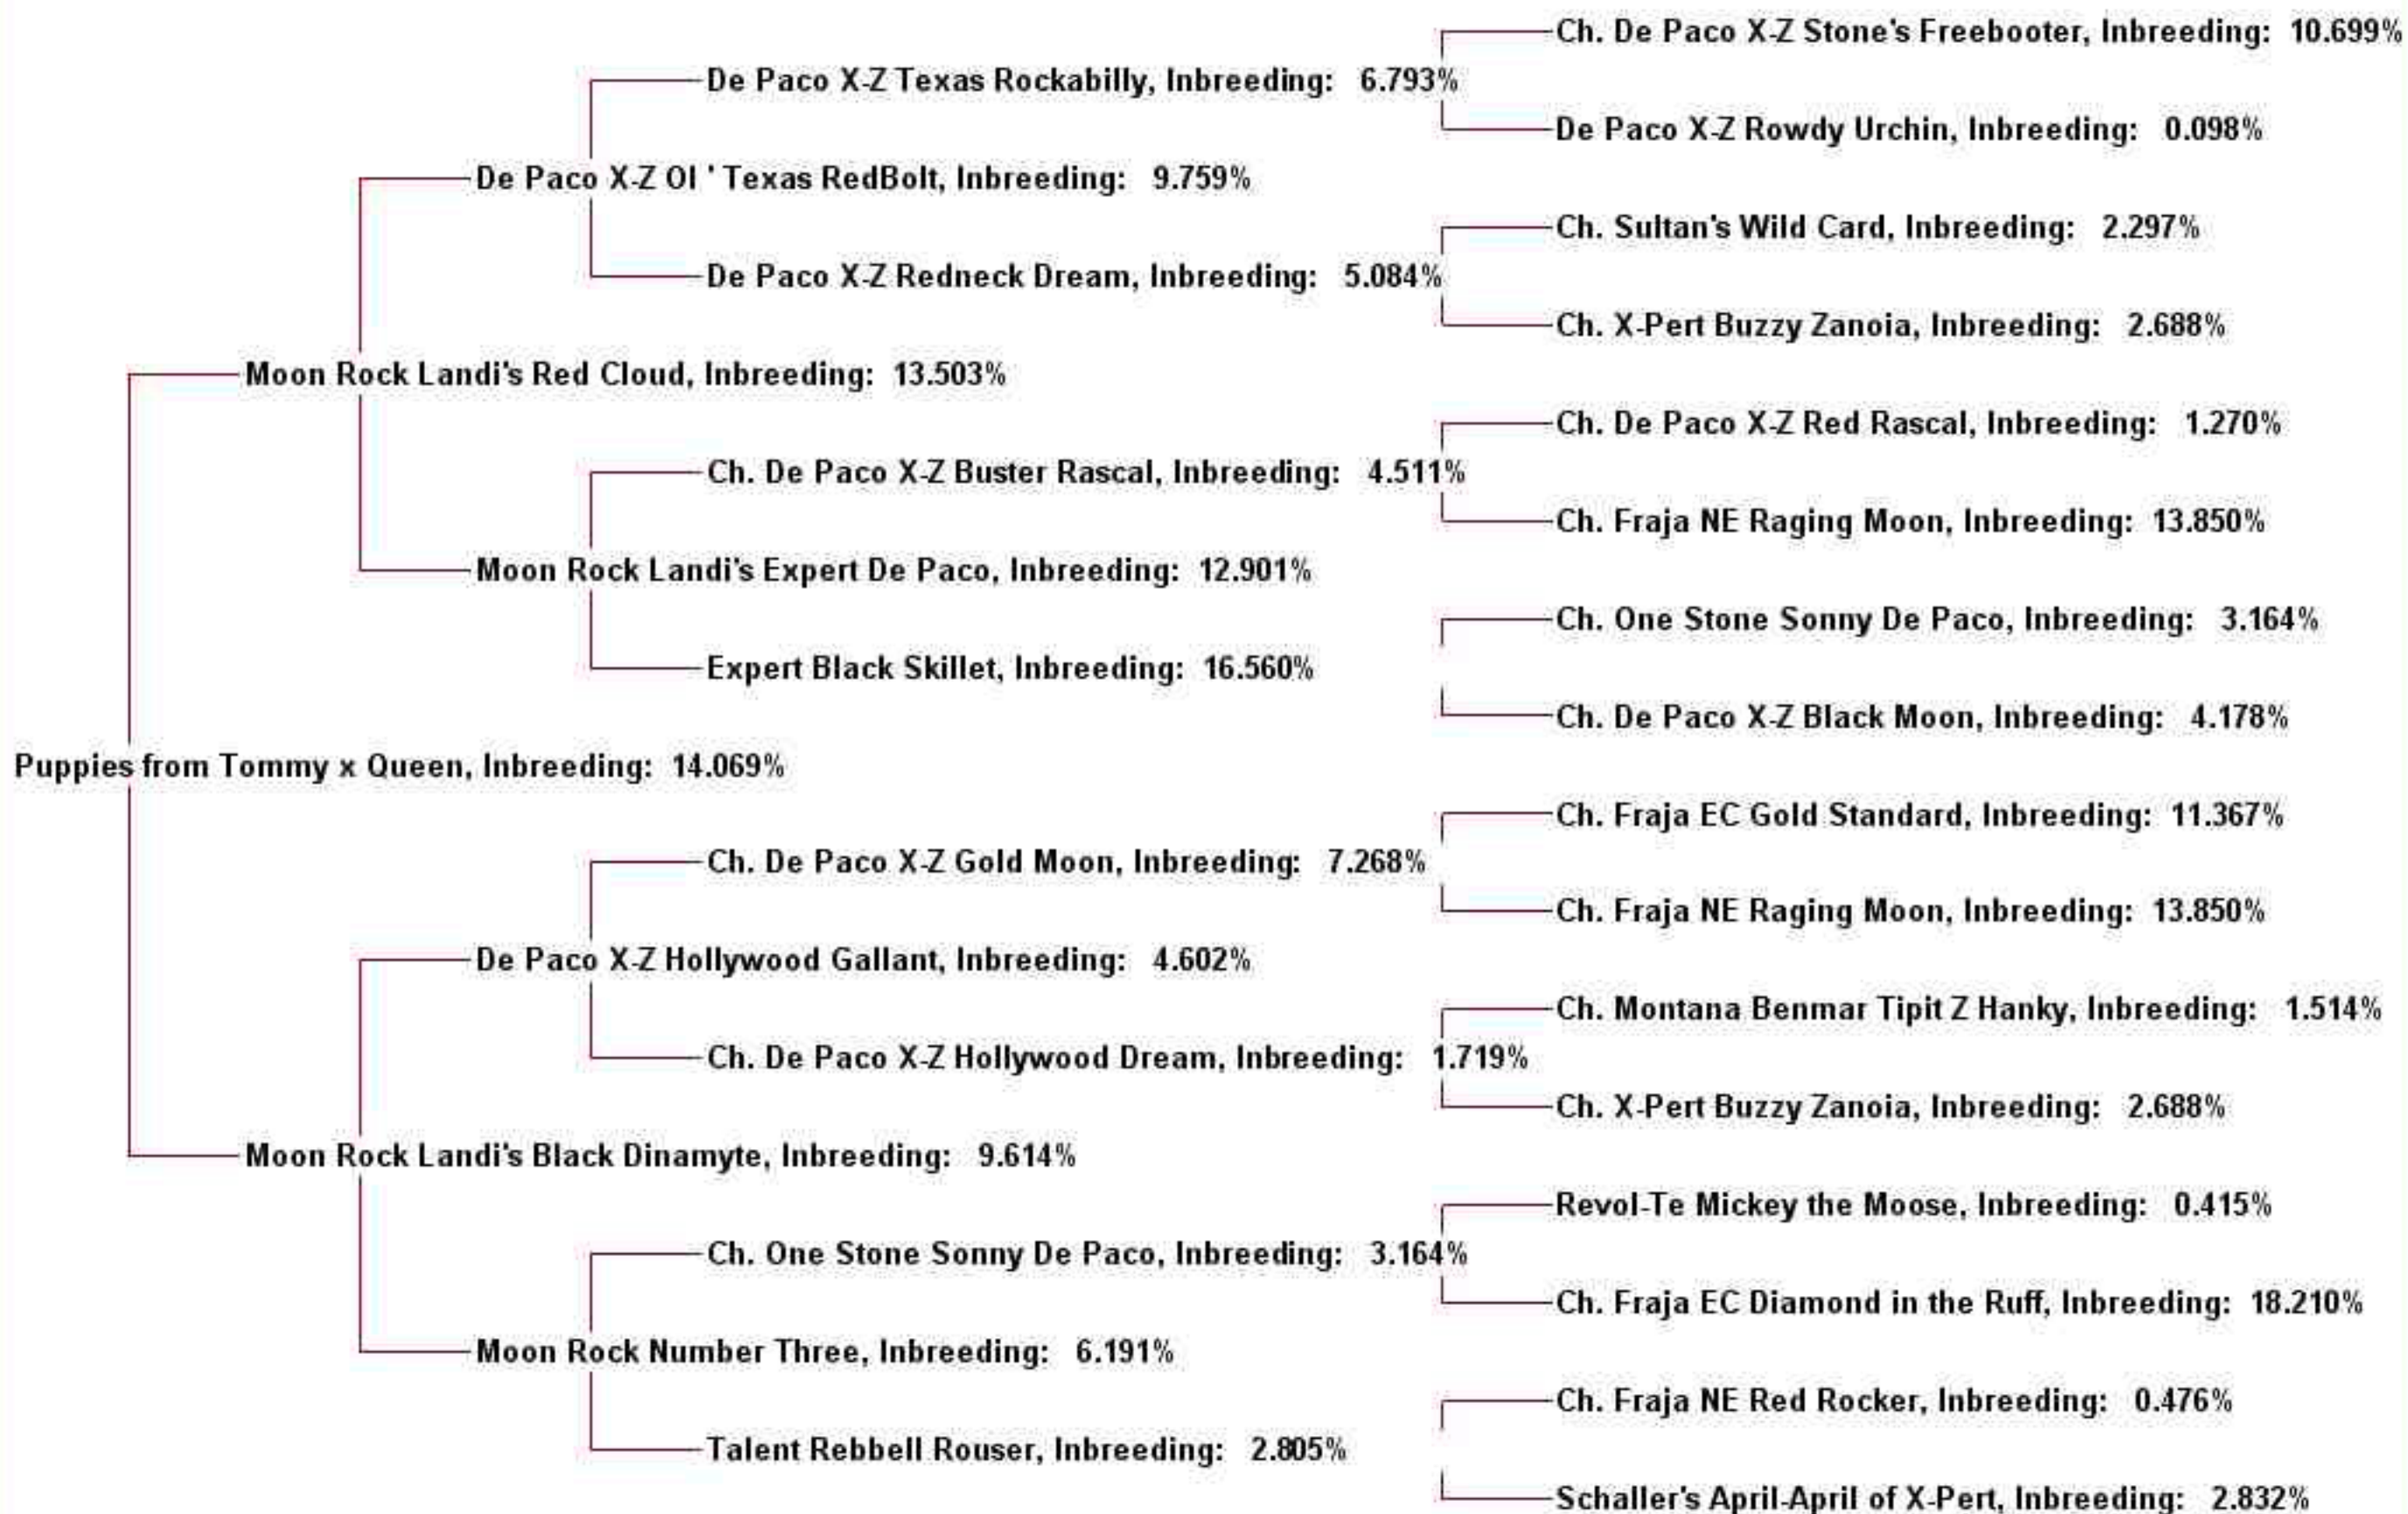 Ch. De Paco X-Z Stone's Freebooter, Inbreeding: 10.699%
De Paco X-Z Texas Rockabilly, Inbreeding: 6.793%
De Paco X-Z Rowdy Urchin, Inbreeding: 0.098%
De Paco X-Z Ol ' Texas RedBolt, Inbreeding: 9.759%
Ch. Sultan's Wild Card, Inbreeding: 2.297%
De Paco X-Z Redneck Dream, Inbreeding: 5.084%
Ch. X-Pert Buzzy Zanoia, Inbreeding: 2.688%
Moon Rock Landi's Red Cloud, Inbreeding: 13.503%
Ch. De Paco X-Z Red Rascal, Inbreeding: 1.270%
Ch. De Paco X-Z Buster Rascal, Inbreeding: 4.511%
Ch. Fraja NE Raging Moon, Inbreeding: 13.850%
Moon Rock Landi's Expert De Paco, Inbreeding: 12.901%
Ch. One Stone Sonny De Paco, Inbreeding: 3.164%
Expert Black Skillet, Inbreeding: 16.560%
Ch. De Paco X-Z Black Moon, Inbreeding: 4.178%
Puppies from Tommy x Queen, Inbreeding: 14.069%
Ch. Fraja EC Gold Standard, Inbreeding: 11.367%
Ch. De Paco X-Z Gold Moon, Inbreeding: 7.268%
Ch. Fraja NE Raging Moon, Inbreeding: 13.850%
De Paco X-Z Hollywood Gallant, Inbreeding: 4.602%
Ch. Montana Benmar Tipit Z Hanky, Inbreeding: 1.514%
Ch. De Paco X-Z Hollywood Dream, Inbreeding: 1.719%
Ch. X-Pert Buzzy Zanoia, Inbreeding: 2.688%
Moon Rock Landi's Black Dinamyte, Inbreeding: 9.614%
Revol-Te Mickey the Moose, Inbreeding: 0.415%
Ch. One Stone Sonny De Paco, Inbreeding: 3.164%
Ch. Fraja EC Diamond in the Ruff, Inbreeding: 18.210%
Moon Rock Number Three, Inbreeding: 6.191%
Ch. Fraja NE Red Rocker, Inbreeding: 0.476%
Talent Rebbell Rouser, Inbreeding: 2.805%
Schaller's April-April of X-Pert, Inbreeding: 2.832%